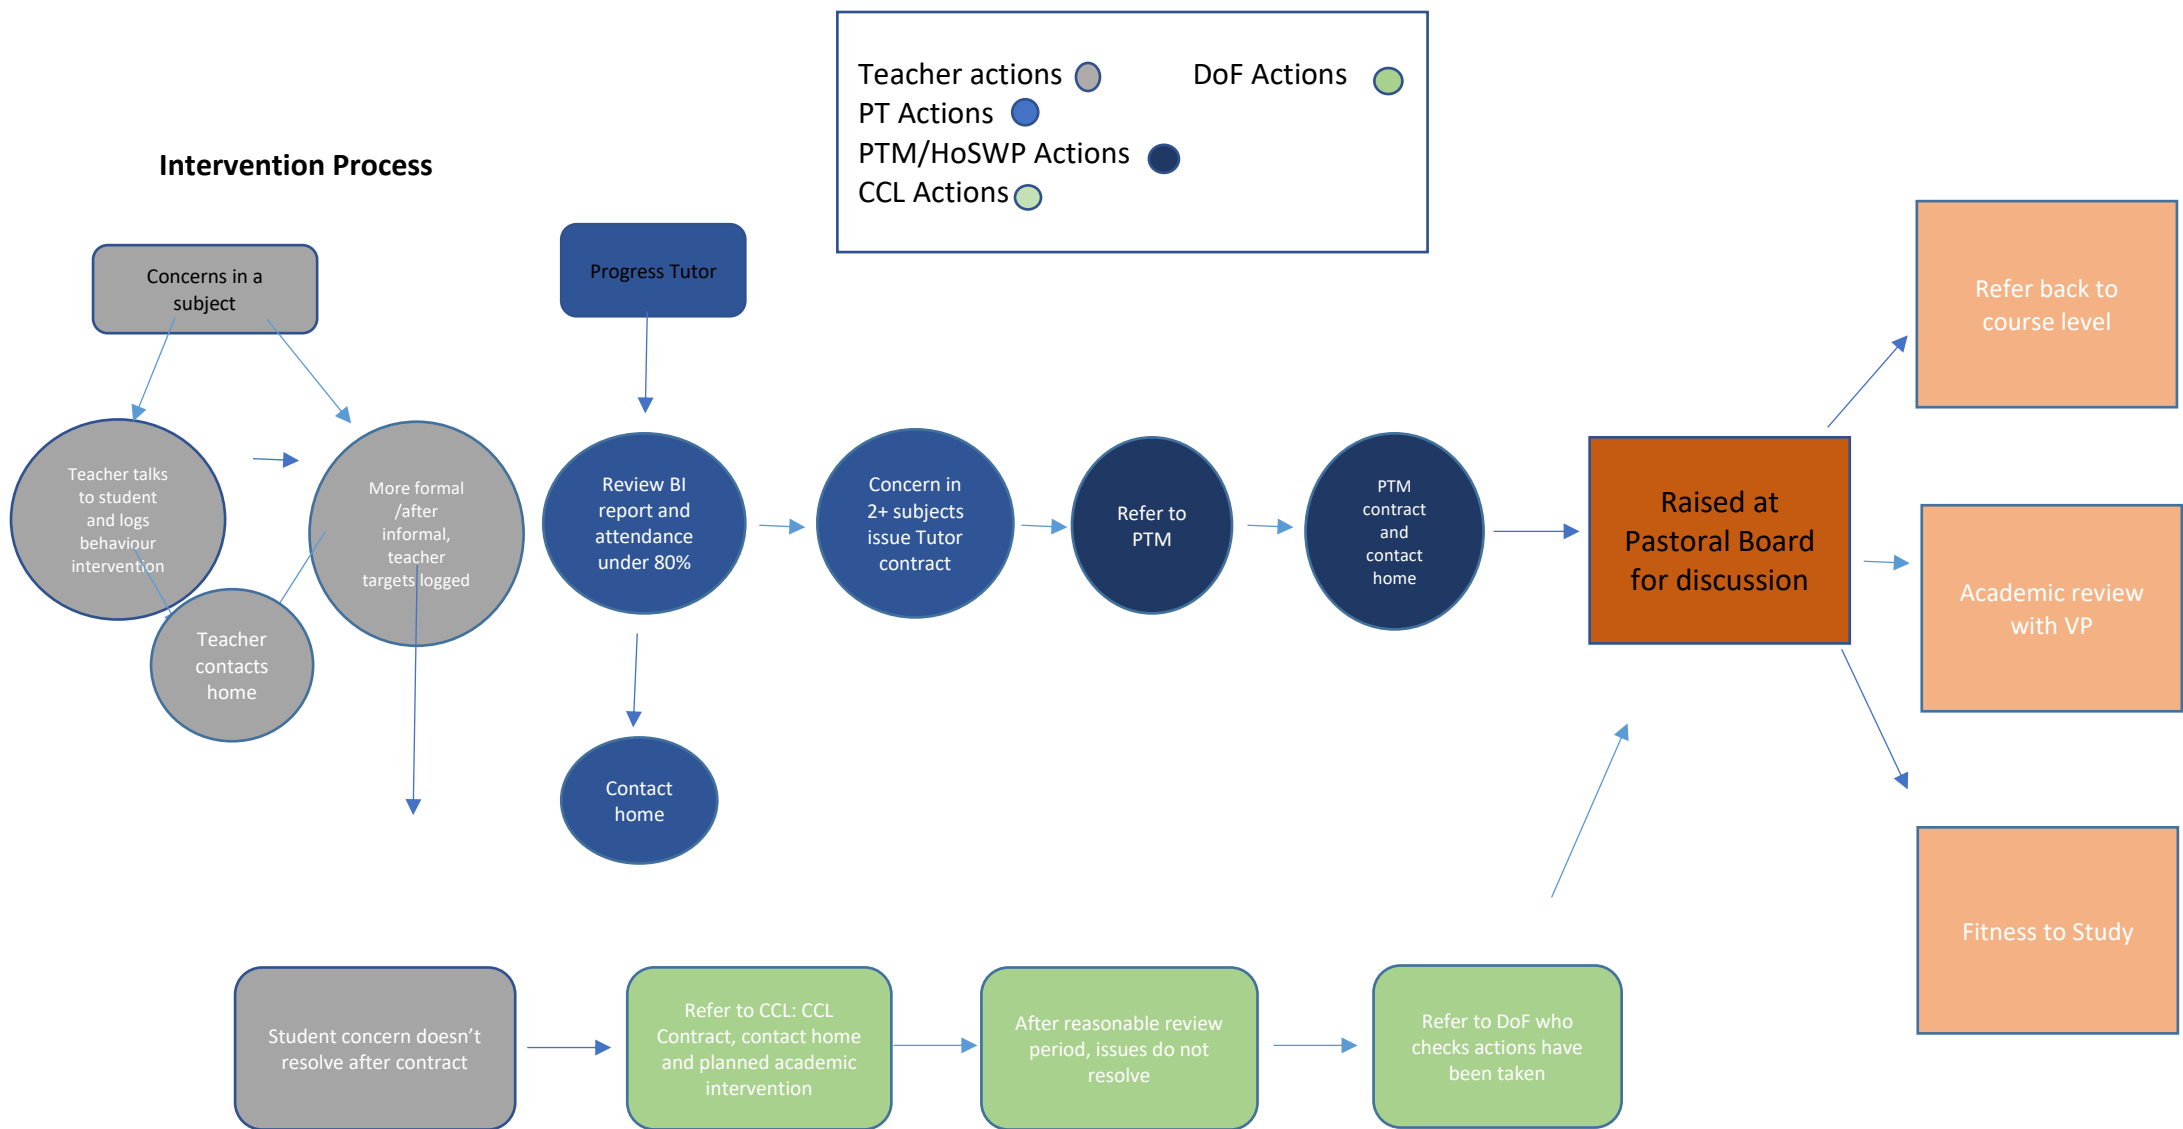 Teacher actions
DoF Actions
PT Actions
PTM/HoSWP Actions
CCL Actions
Intervention Process
Concerns in a
subject
Progress Tutor
Refer back to
course level
Teacher talks
to student
and logs
behaviour
intervention
More formal
/after
informal,
teacher
targets logged
Teacher
contacts
home
Review BI
report and
attendance
under 80%
Concern in
2+ subjects
issue Tutor
contract
Refer to
PTM
PTM
contract
and
contact
home
Raised at
Pastoral Board
for discussion
Academic review
with VP
Contact
home
Fitness to Study
Student concern doesn’t
resolve after contract
Refer to CCL: CCL
Contract, contact home
and planned academic
intervention
After reasonable review
period, issues do not
resolve
Refer to DoF who
checks actions have
been taken